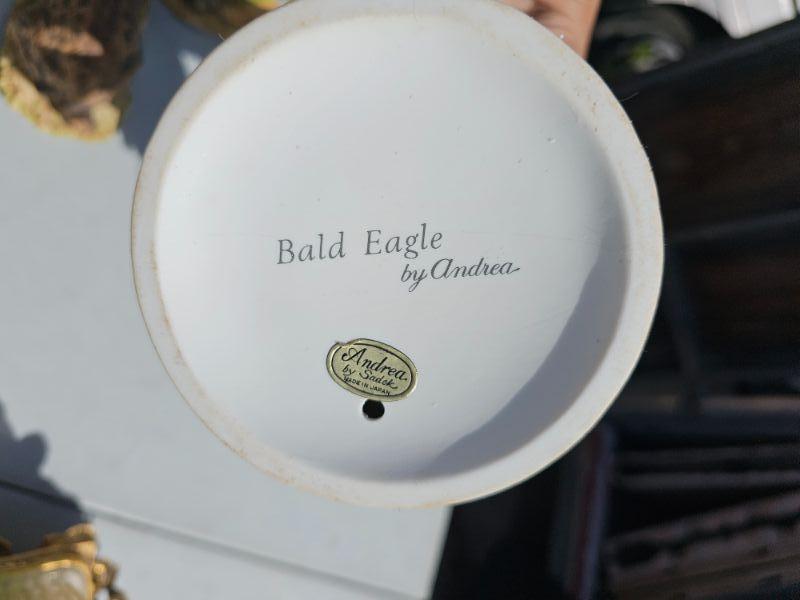 Bald Eagle
by Andrea
Andrea
by Sadek
MADE IN JAPAN